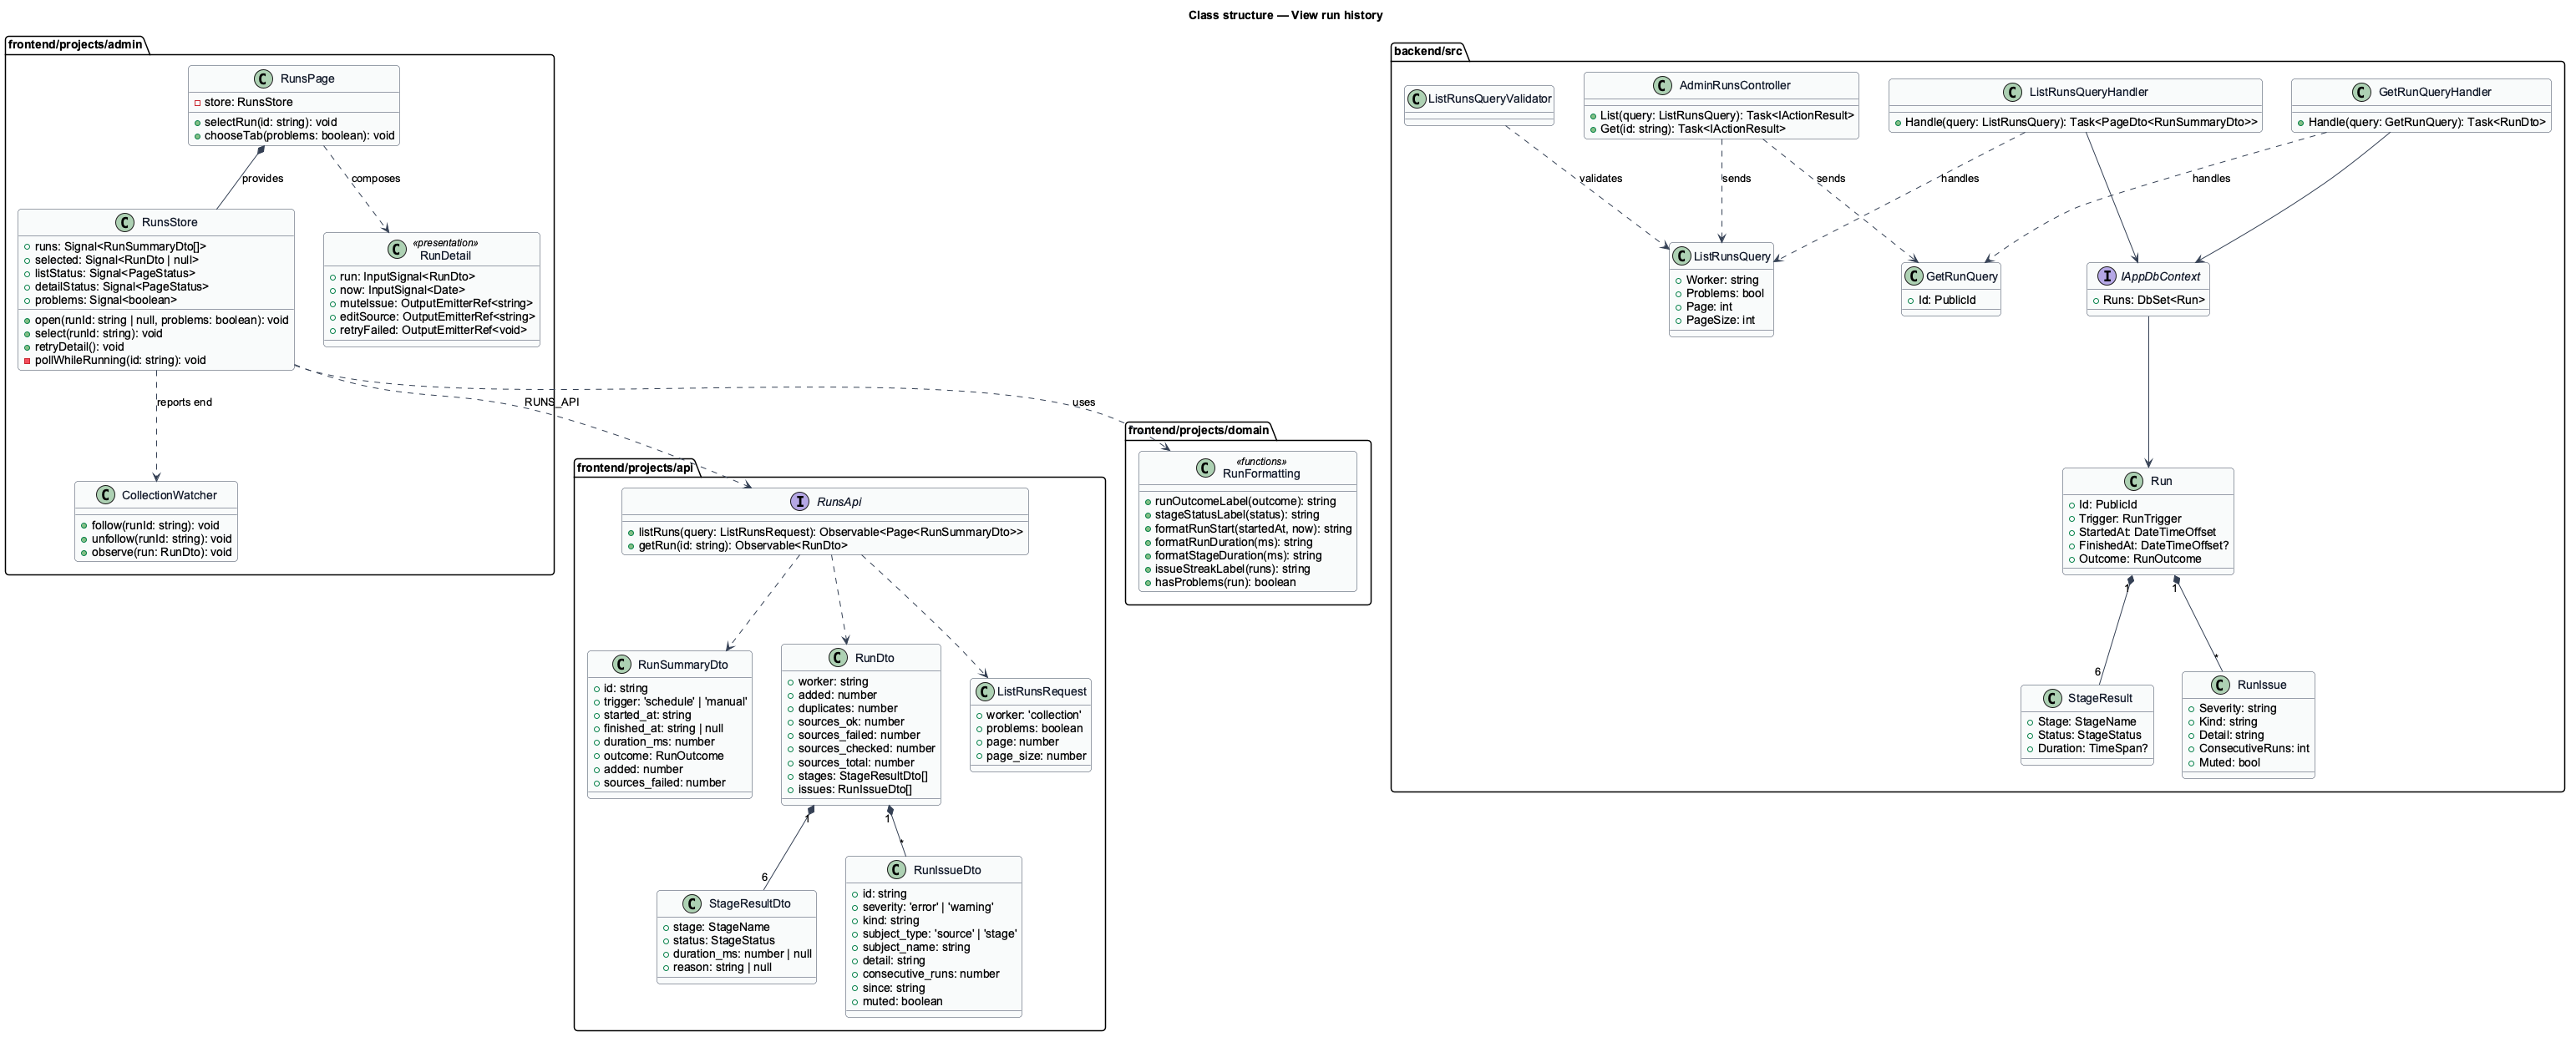 Class structure — View run history
frontend/projects/admin
C RunsPage
store: RunsStore
selectRun(id: string): void
chooseTab(problems: boolean): void
provides
composes
C RunsStore
runs: Signal<RunSummaryDto[]>
selected: Signal<RunDto | null>
listStatus: Signal<PageStatus>
detailStatus: Signal<PageStatus>
problems: Signal<boolean>
open(runId: string | null, problems: boolean): void
select(runId: string): void
retryDetail(): void
pollWhileRunning(id: string): void
C «presentation»
RunDetail
run: InputSignal<RunDto>
now: InputSignal<Date>
muteIssue: OutputEmitterRef<string>
editSource: OutputEmitterRef<string>
retryFailed: OutputEmitterRef<void>
reports end
RUNS_API
uses
C CollectionWatcher
follow(runId: string): void
unfollow(runId: string): void
observe(run: RunDto): void
frontend/projects/api
I RunsApi
listRuns(query: ListRunsRequest): Observable<Page<RunSummaryDto>>
getRun(id: string): Observable<RunDto>
C RunSummaryDto
id: string
trigger: 'schedule' | 'manual'
started_at: string
finished_at: string | null
duration_ms: number
outcome: RunOutcome
added: number
sources_failed: number
C RunDto
worker: string
added: number
duplicates: number
sources_ok: number
sources_failed: number
sources_checked: number
sources_total: number
stages: StageResultDto[]
issues: RunIssueDto[]
C ListRunsRequest
worker: 'collection'
problems: boolean
page: number
page_size: number
1
1
6
*
C StageResultDto
stage: StageName
status: StageStatus
duration_ms: number | null
reason: string | null
C RunIssueDto
id: string
severity: 'error' | 'warning'
kind: string
subject_type: 'source' | 'stage'
subject_name: string
detail: string
consecutive_runs: number
since: string
muted: boolean
frontend/projects/domain
C «functions»
RunFormatting
runOutcomeLabel(outcome): string
stageStatusLabel(status): string
formatRunStart(startedAt, now): string
formatRunDuration(ms): string
formatStageDuration(ms): string
issueStreakLabel(runs): string
hasProblems(run): boolean
backend/src
C ListRunsQueryValidator
C AdminRunsController
List(query: ListRunsQuery): Task<IActionResult>
Get(id: string): Task<IActionResult>
C ListRunsQueryHandler
Handle(query: ListRunsQuery): Task<PageDto<RunSummaryDto>>
C GetRunQueryHandler
Handle(query: GetRunQuery): Task<RunDto>
validates
sends
sends
handles
handles
C ListRunsQuery
Worker: string
Problems: bool
Page: int
PageSize: int
C GetRunQuery
Id: PublicId
I IAppDbContext
Runs: DbSet<Run>
C Run
Id: PublicId
Trigger: RunTrigger
StartedAt: DateTimeOffset
FinishedAt: DateTimeOffset?
Outcome: RunOutcome
1
1
6
*
C StageResult
Stage: StageName
Status: StageStatus
Duration: TimeSpan?
C RunIssue
Severity: string
Kind: string
Detail: string
ConsecutiveRuns: int
Muted: bool